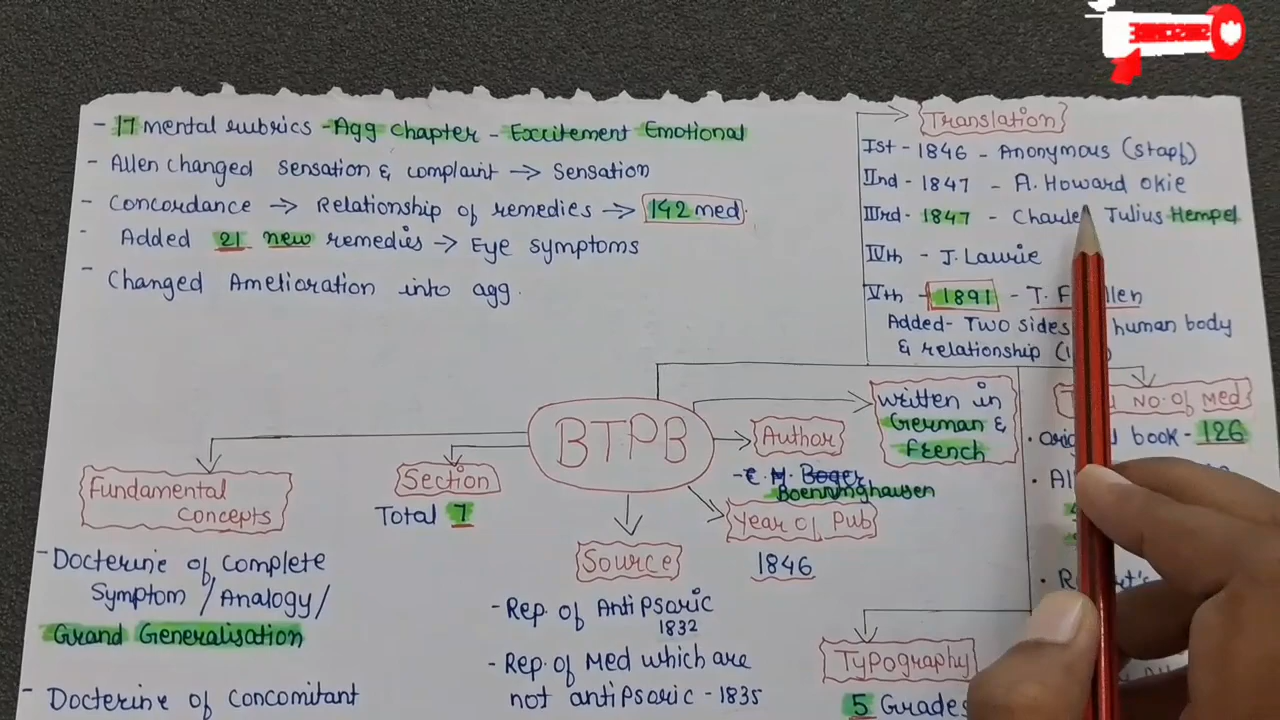 - 17 mental rubrics - Agg chapter - Excitement Emotional
- Allen changed sensation & complaint → Sensation
- Concordance → Relationship of remedies → 142 med.
- Added 21 new remedies → Eye symptoms
- Changed Amelioration into agg.
Translation
Ist - 1846 - Anonymous (Stapf)
IInd - 1847 - A. Howard Okie
IIIrd - 1847 - Charles Julius Hempel
IVth - J. Laurie
Vth - 1891 - T. F
Added - Two sides human body
& relationship
BTPB
written in
German &
French
Author
- C. M. Boger
Boenninghausen
Year of Pub
1846
No. Of Med
book - 126
Fundamental
Concepts
- Docterine of complete
Symptom / Analogy /
Grand Generalisation
- Docterine of concomitant
Section
Total 7
Source
- Rep. of Antipsoric
1832
- Rep. of Med which are
not antipsoric - 1835
Typography
5 Grades